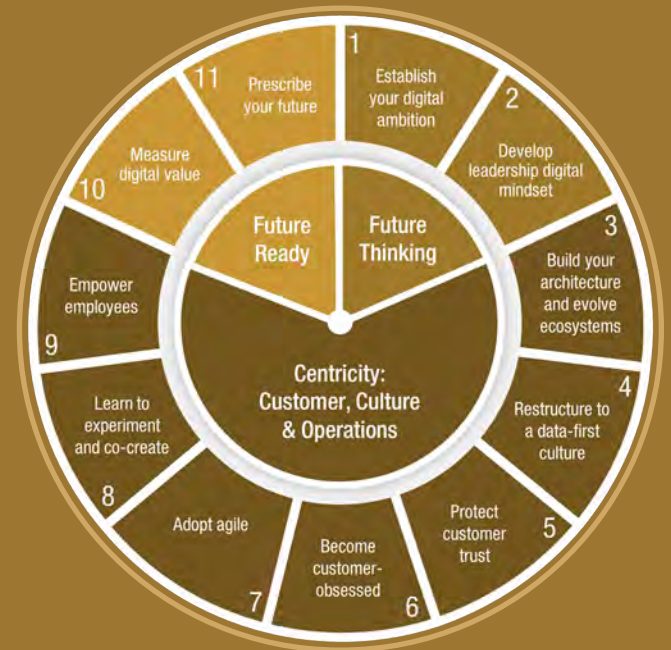 1
Establish
your digital
ambition
2
Develop
leadership digital
mindset
3
Build your
architecture
and evolve
ecosystems
4
Restructure to
a data-first
culture
5
Protect
customer
trust
6
Become
customer-
obsessed
7
Adopt agile
8
Learn to
experiment
and co-create
9
Empower
employees
10
Measure
digital value
11
Prescribe
your future
Future
Ready
Future
Thinking
Centricity:
Customer, Culture
& Operations